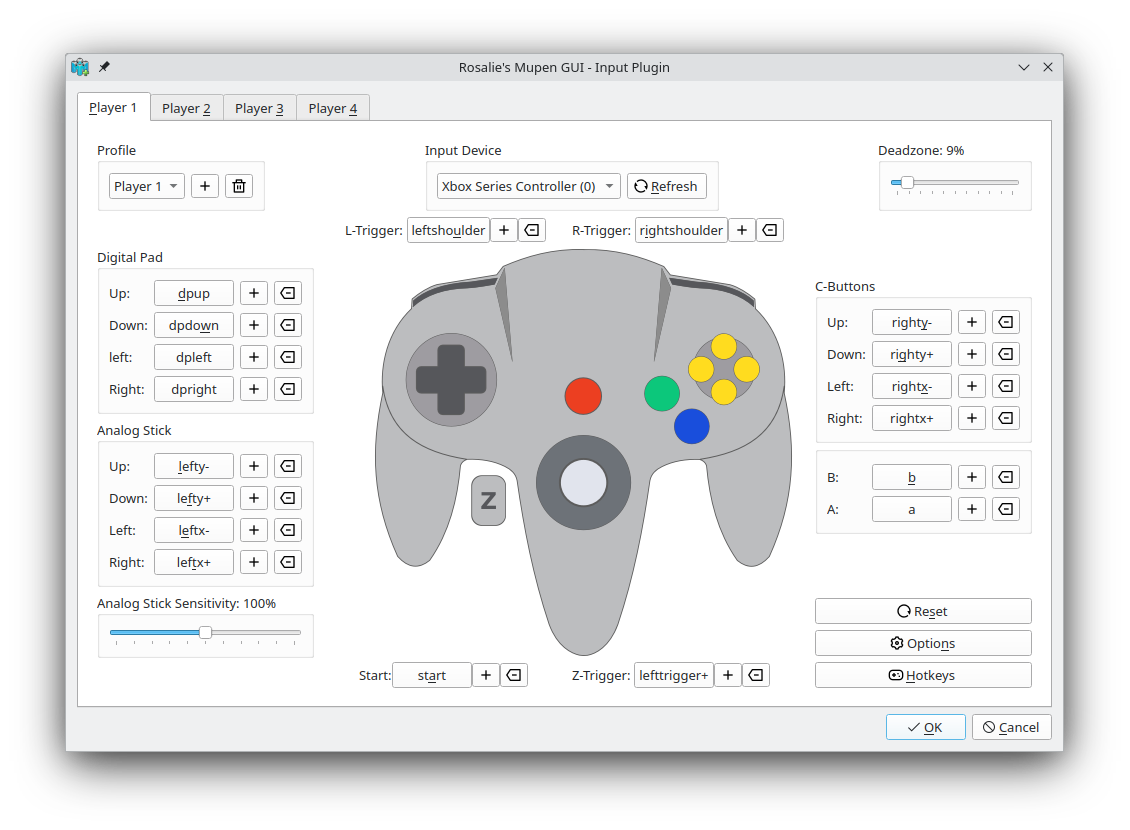 Rosalie's Mupen GUI - Input Plugin
Player 1 Player 2 Player 3 Player 4
Profile
Player 1
Input Device
Xbox Series Controller (0) Refresh
Deadzone: 9%
L-Trigger: leftshoulder
R-Trigger: rightshoulder
Digital Pad
Up: dpup
Down: dpdown
left: dpleft
Right: dpright
Analog Stick
Up: lefty-
Down: lefty+
Left: leftx-
Right: leftx+
Analog Stick Sensitivity: 100%
Z
C-Buttons
Up: righty-
Down: righty+
Left: rightx-
Right: rightx+
B: b
A: a
Start: start
Z-Trigger: lefttrigger+
Reset
Options
Hotkeys
OK Cancel